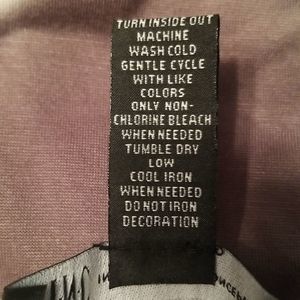 TURN INSIDE OUT
MACHINE
WASH COLD
GENTLE CYCLE
WITH LIKE
COLORS
ONLY NON-
CHLORINE BLEACH
WHEN NEEDED
TUMBLE DRY
LOW
COOL IRON
WHEN NEEDED
DO NOT IRON
DECORATION